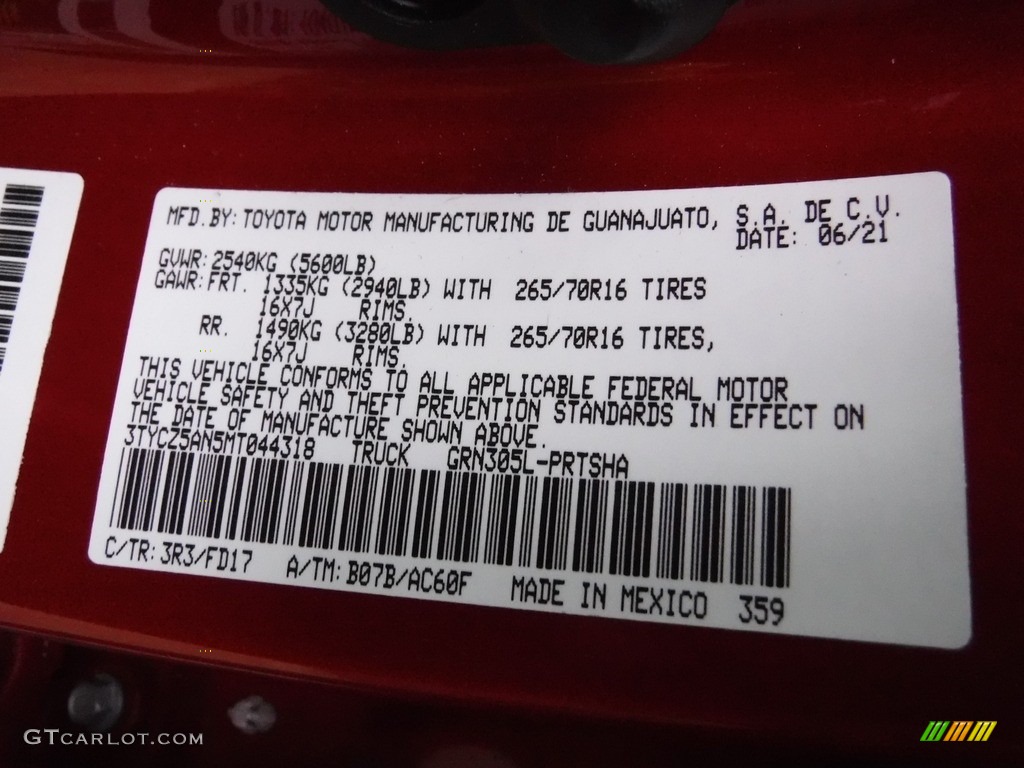 MFD.BY: TOYOTA MOTOR MANUFACTURING DE GUANAJUATO, S.A. DE C.V.
DATE: 06/21
GVWR: 2540KG (5600LB)
GAWR: FRT. 1335KG (2940LB) WITH 265/70R16 TIRES
16X7J RIMS.
RR. 1490KG (3280LB) WITH 265/70R16 TIRES,
16X7J RIMS.
THIS VEHICLE CONFORMS TO ALL APPLICABLE FEDERAL MOTOR
VEHICLE SAFETY AND THEFT PREVENTION STANDARDS IN EFFECT ON
THE DATE OF MANUFACTURE SHOWN ABOVE.
3TYCZ5AN5MT044318 TRUCK GRN305L-PRTSHA
C/TR: 3R3/FD17 A/TM: B07B/AC60F MADE IN MEXICO 359
GTCARLOT.COM